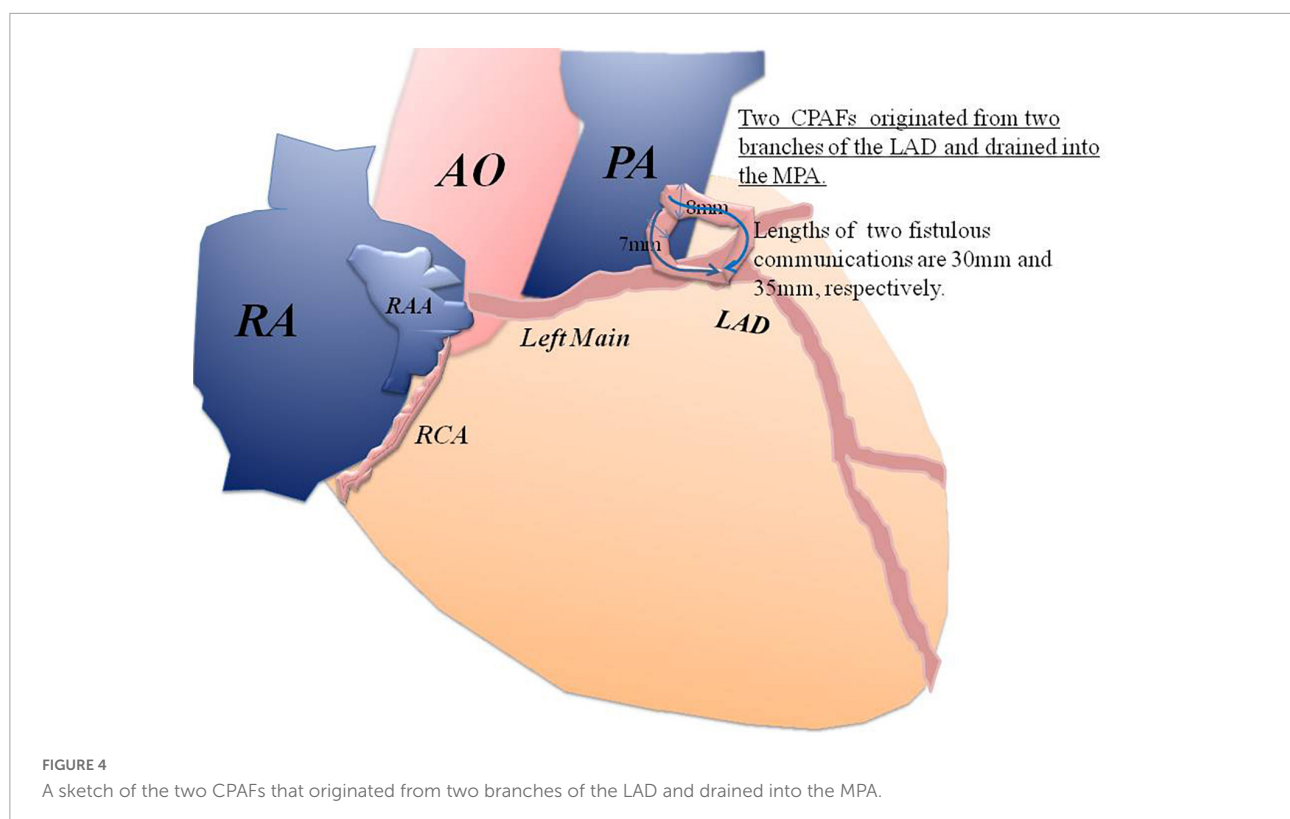 Two CPAFs originated from two
branches of the LAD and drained into
the MPA.
AO
PA
8mm
7mm
Lengths of two fistulous
communications are 30mm and
35mm, respectively.
RAA
RA
LAD
Left Main
RCA
FIGURE 4
A sketch of the two CPAFs that originated from two branches of the LAD and drained into the MPA.